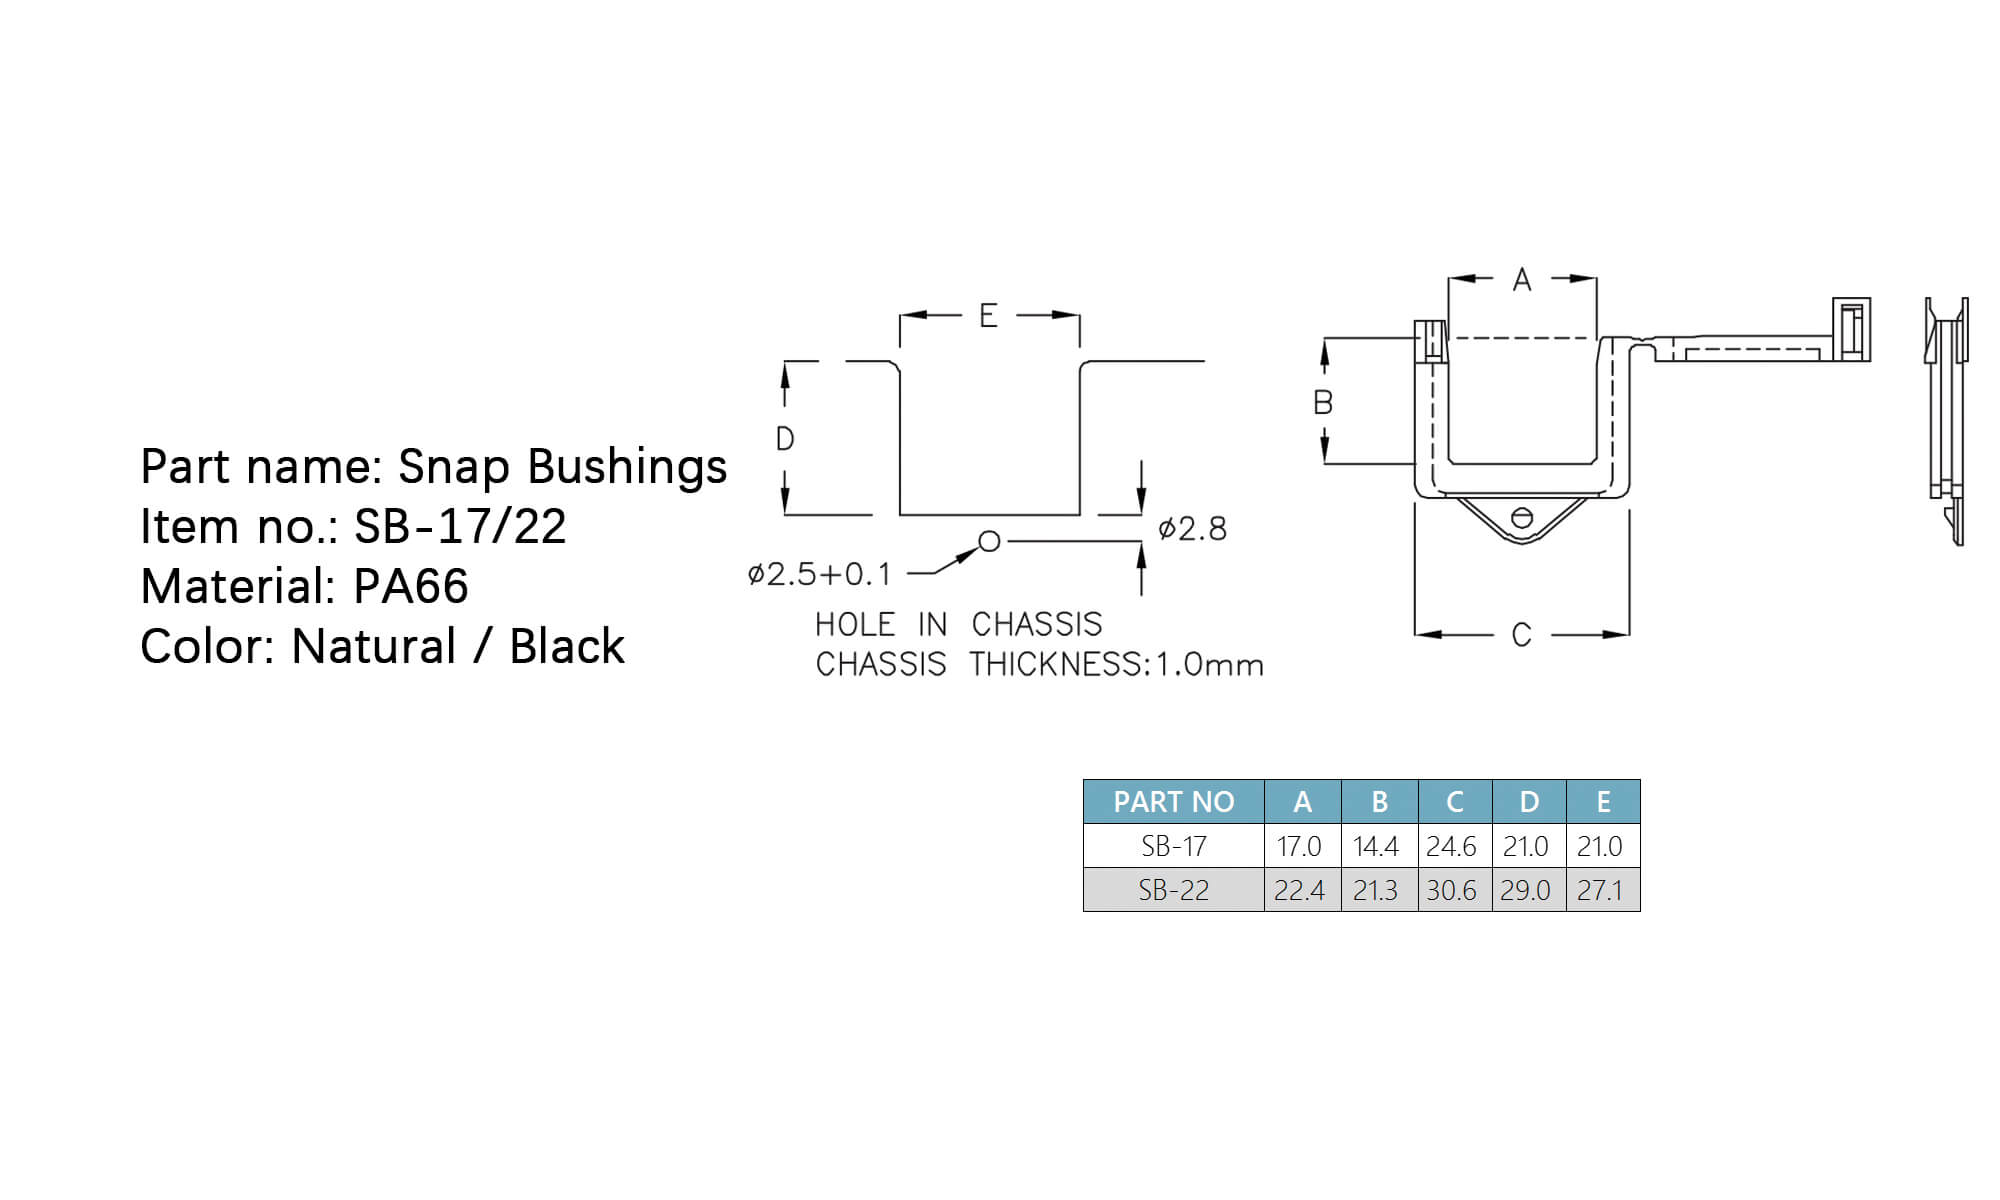 Part name: Snap Bushings
Item no.: SB-17/22
Material: PA66
Color: Natural / Black
E
D
ø2.8
ø2.5+0.1
HOLE IN CHASSIS
CHASSIS THICKNESS:1.0mm
A
B
C
PART NO A B C D E
SB-17 17.0 14.4 24.6 21.0 21.0
SB-22 22.4 21.3 30.6 29.0 27.1